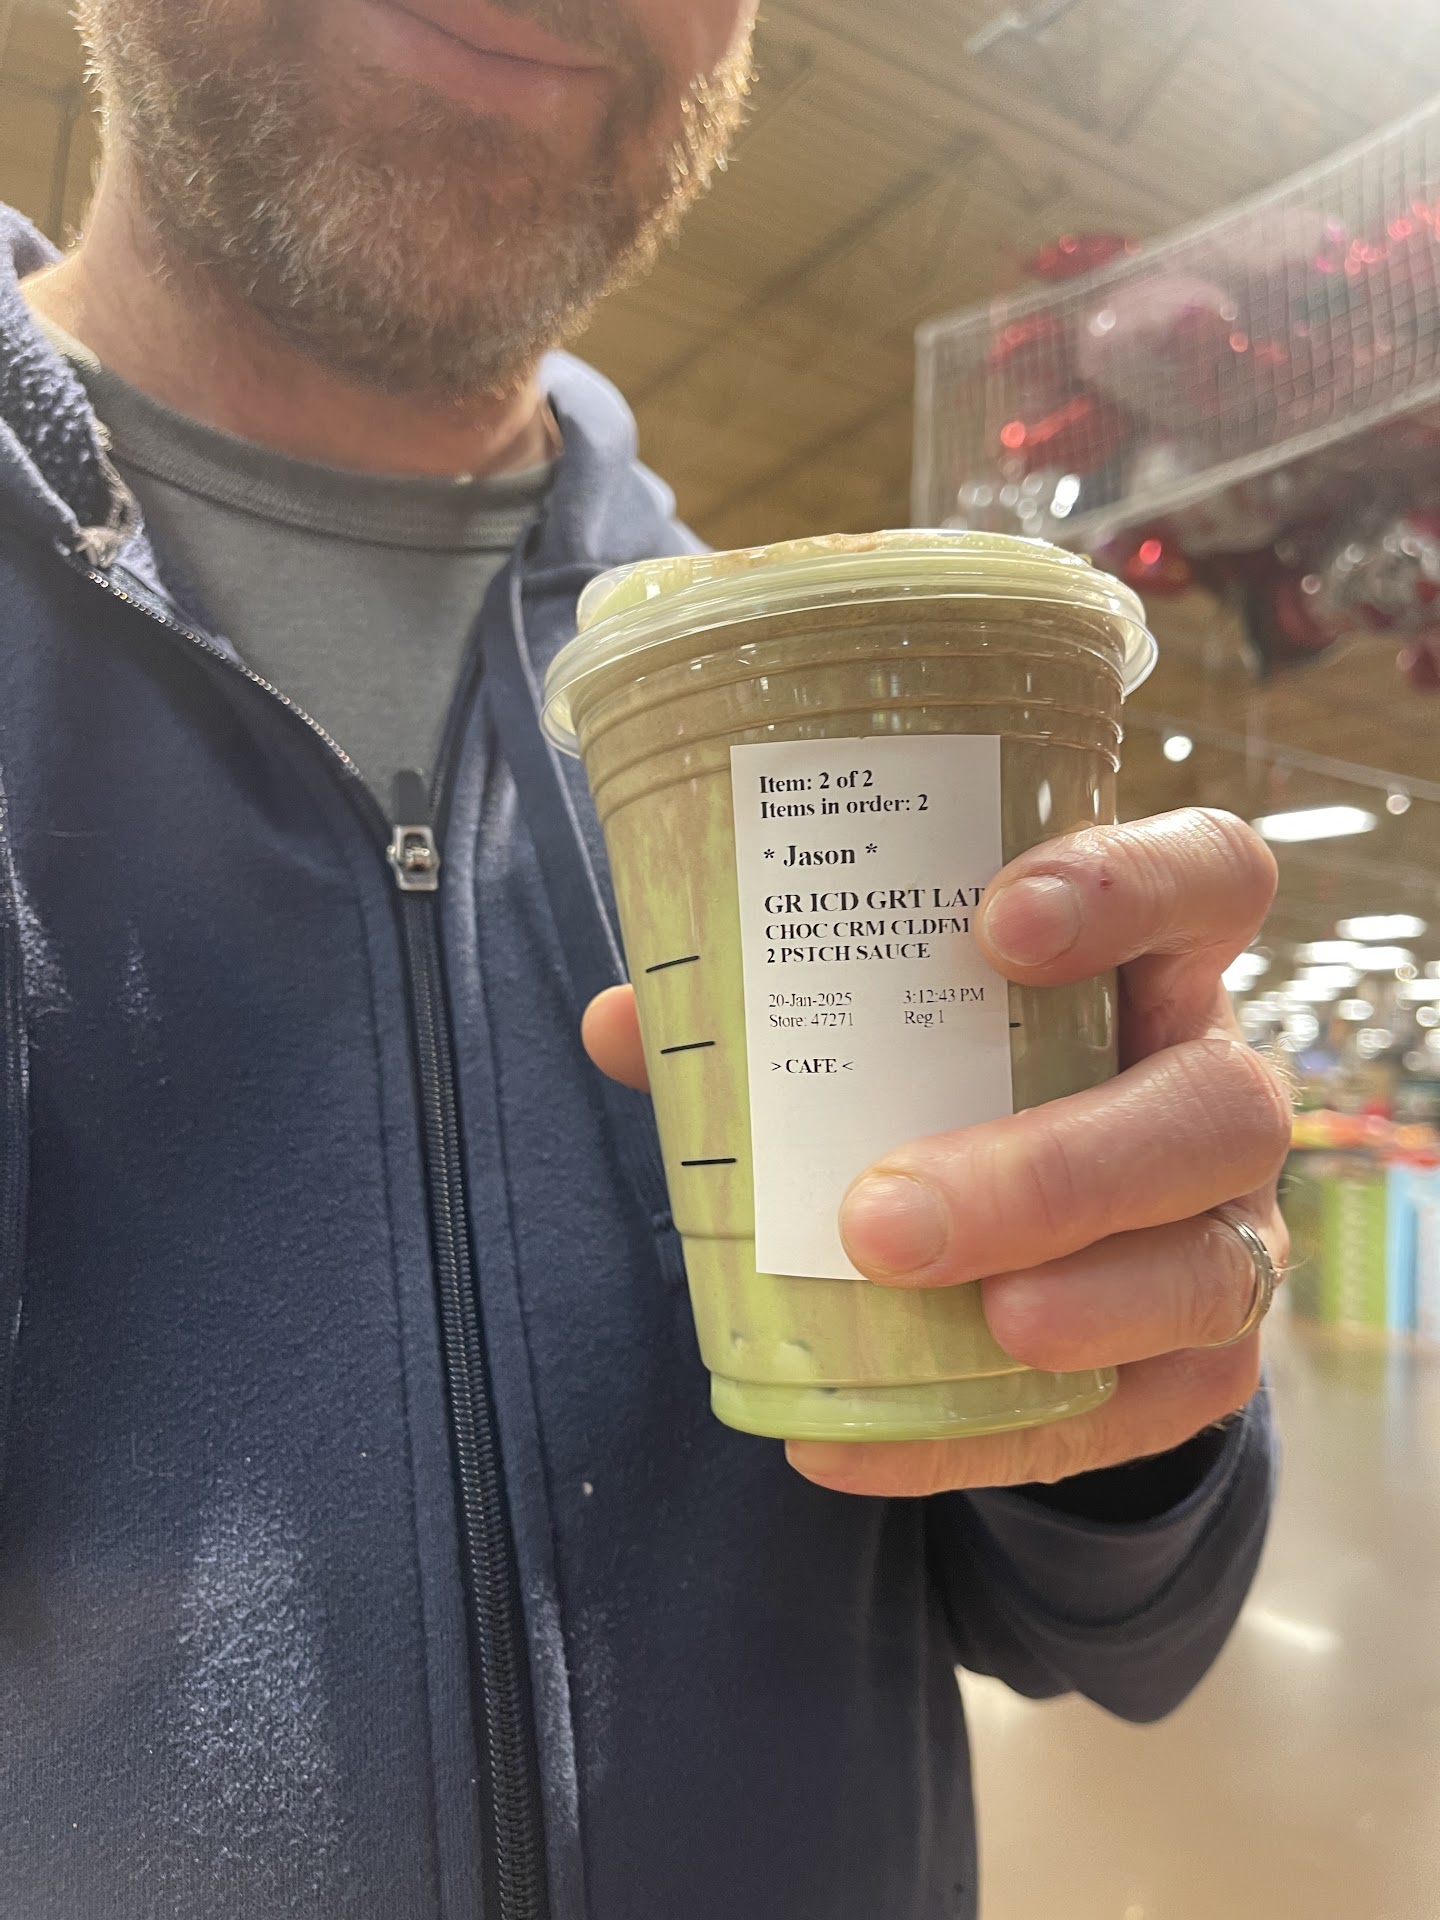 Item: 2 of 2
Items in order: 2
* Jason *
GR ICD GRT LAT
CHOC CRM CLDFM
2 PSTCH SAUCE
20-Jan-2025 3:12:43 PM
Store: 47271 Reg 1
> CAFE <